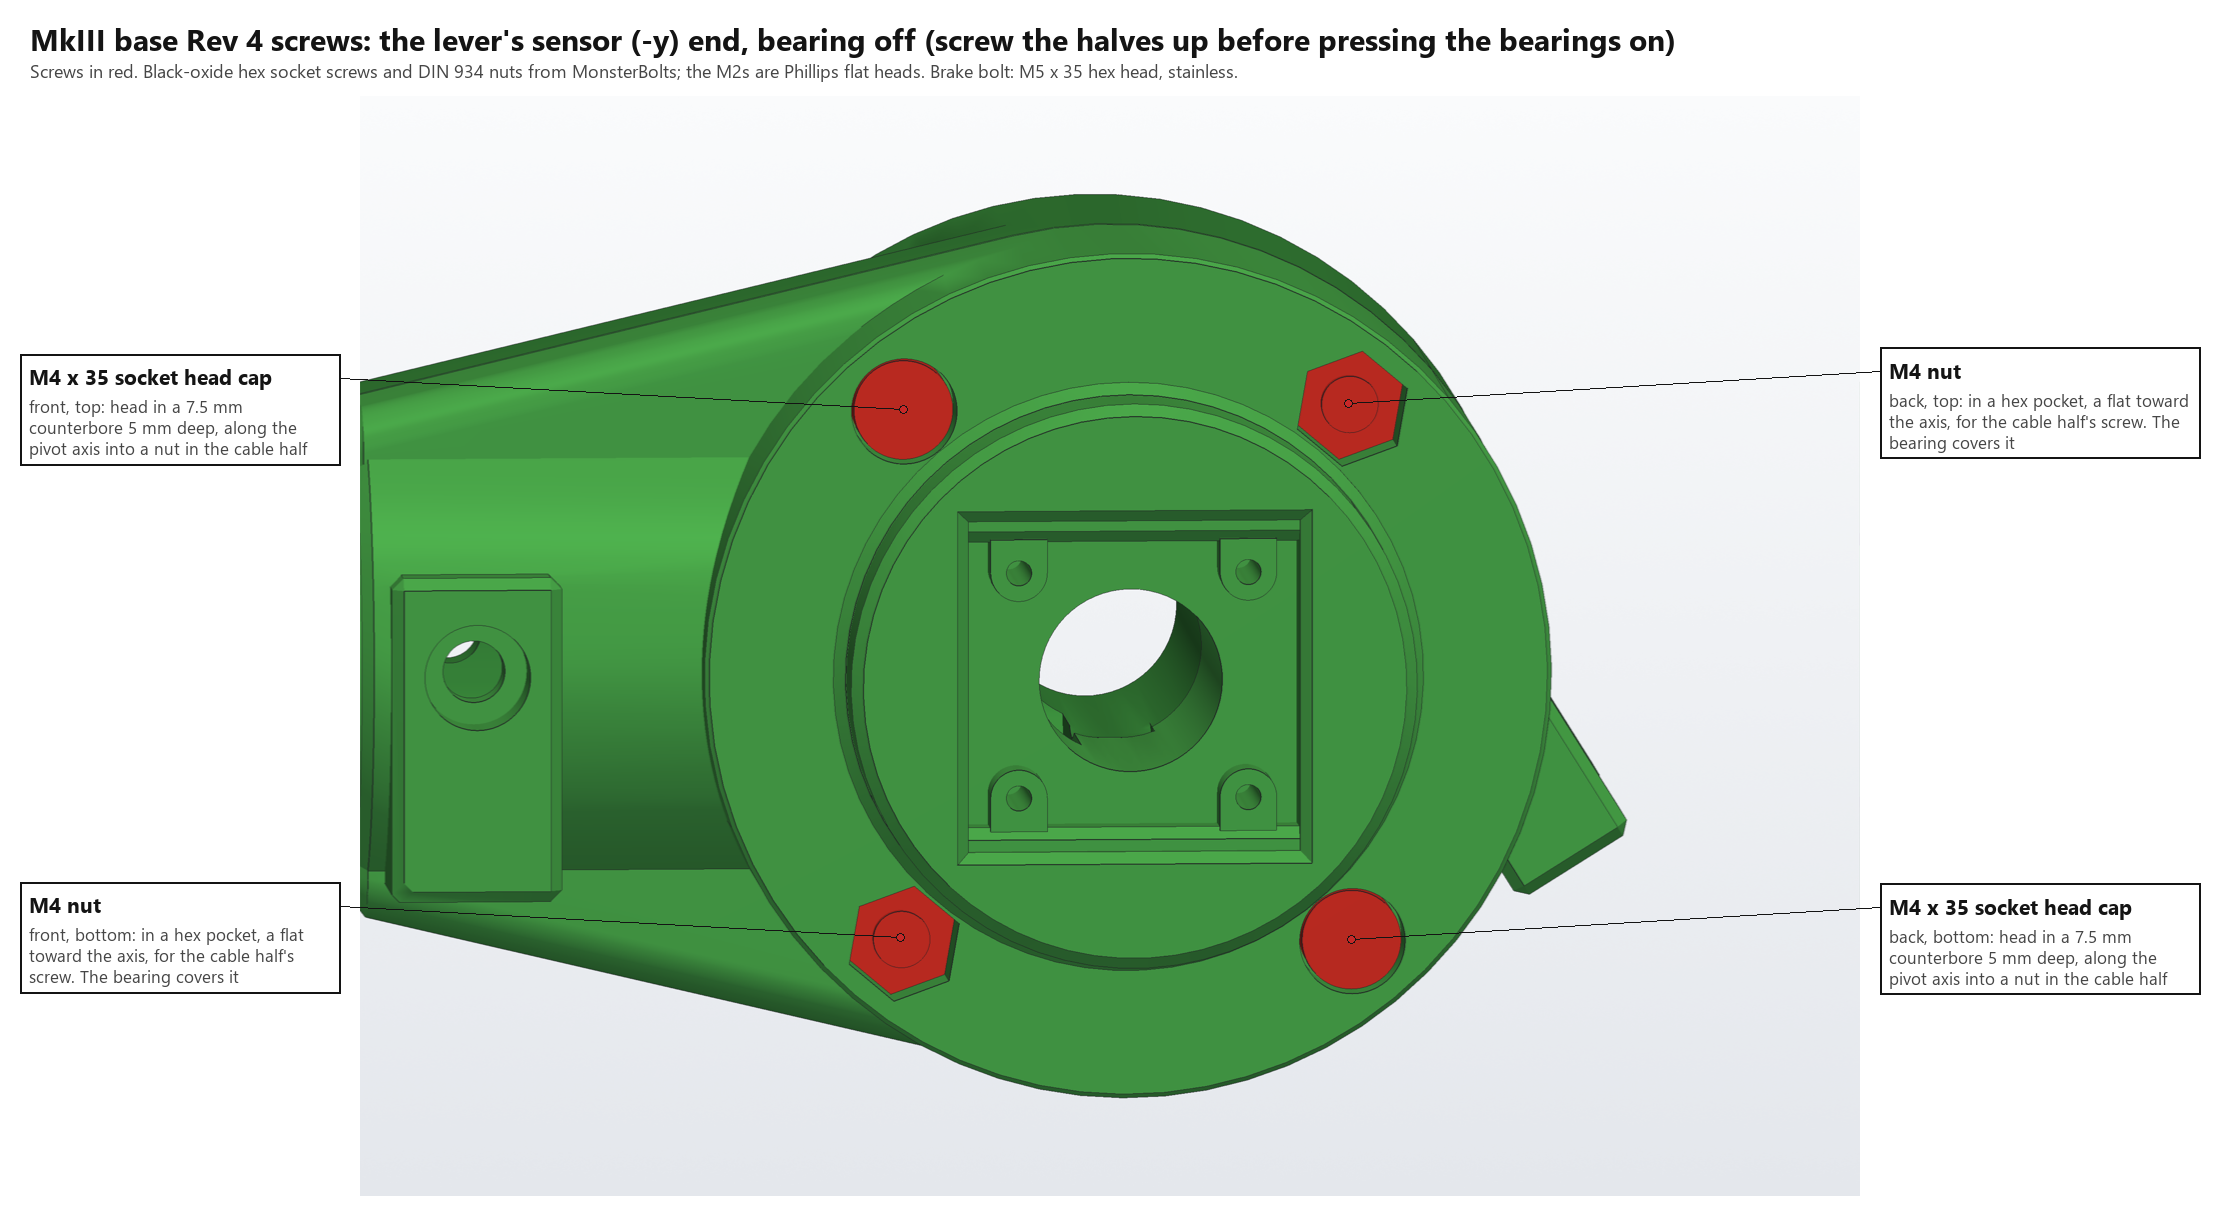 MkIII base Rev 4 screws: the lever's sensor (-y) end, bearing off (screw the halves up before pressing the bearings on)
Screws in red. Black-oxide hex socket screws and DIN 934 nuts from MonsterBolts; the M2s are Phillips flat heads. Brake bolt: M5 x 35 hex head, stainless.
M4 x 35 socket head cap
front, top: head in a 7.5 mm
counterbore 5 mm deep, along the
pivot axis into a nut in the cable half
M4 nut
back, top: in a hex pocket, a flat toward
the axis, for the cable half's screw. The
bearing covers it
M4 nut
front, bottom: in a hex pocket, a flat
toward the axis, for the cable half's
screw. The bearing covers it
M4 x 35 socket head cap
back, bottom: head in a 7.5 mm
counterbore 5 mm deep, along the
pivot axis into a nut in the cable half